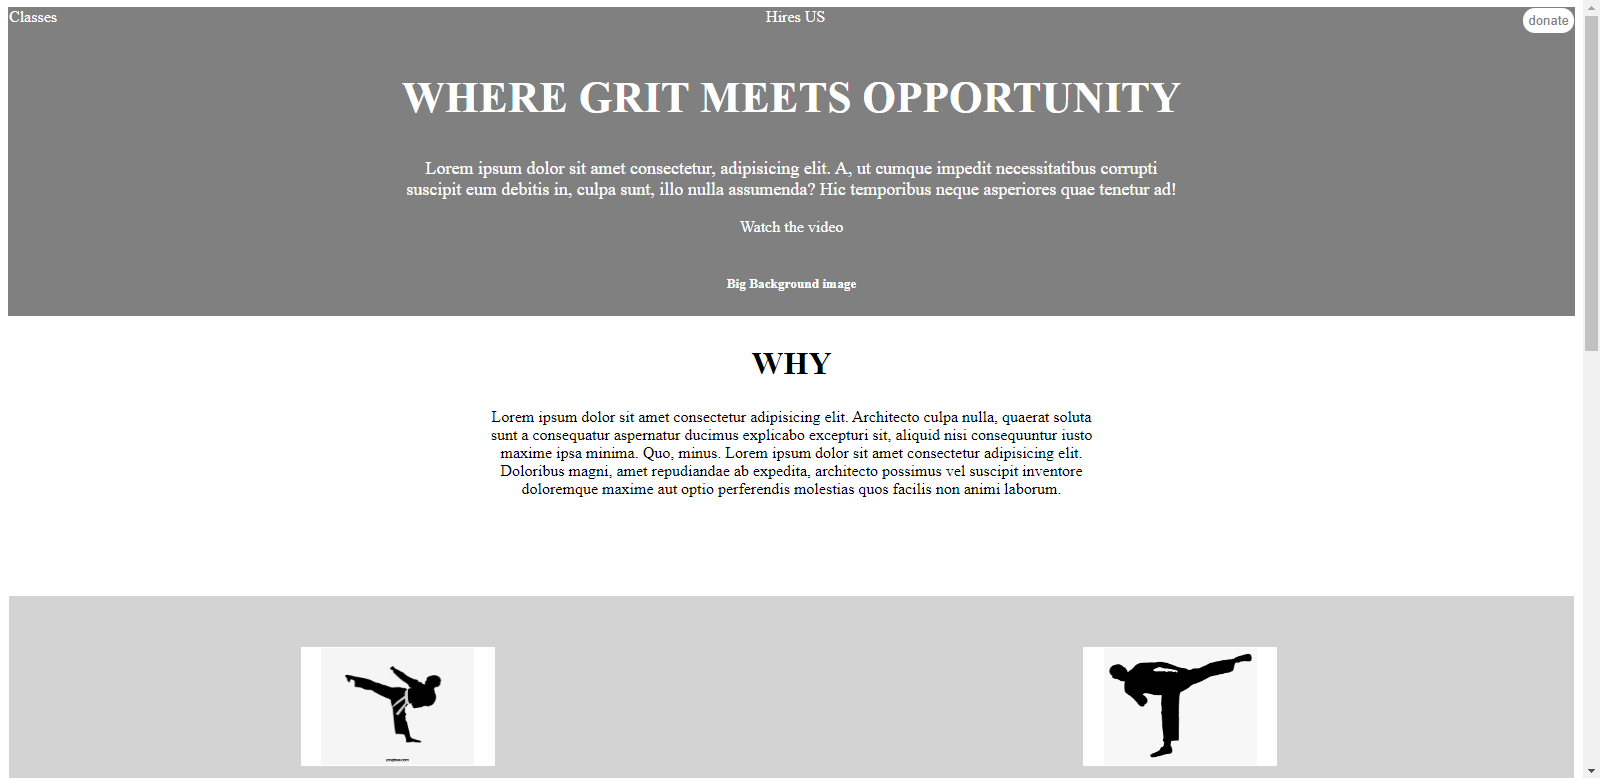 Classes
Hires US
donate
WHERE GRIT MEETS OPPORTUNITY
Lorem ipsum dolor sit amet consectetur, adipisicing elit. A, ut cumque impedit necessitatibus corrupti
suscipit eum debitis in, culpa sunt, illo nulla assumenda? Hic temporibus neque asperiores quae tenetur ad!
Watch the video
Big Background image
WHY
Lorem ipsum dolor sit amet consectetur adipisicing elit. Architecto culpa nulla, quaerat soluta
sunt a consequatur aspernatur ducimus explicabo excepturi sit, aliquid nisi consequuntur iusto
maxime ipsa minima. Quo, minus. Lorem ipsum dolor sit amet consectetur adipisicing elit.
Doloribus magni, amet repudiandae ab expedita, architecto possimus vel suscipit inventore
doloremque maxime aut optio perferendis molestias quos facilis non animi laborum.